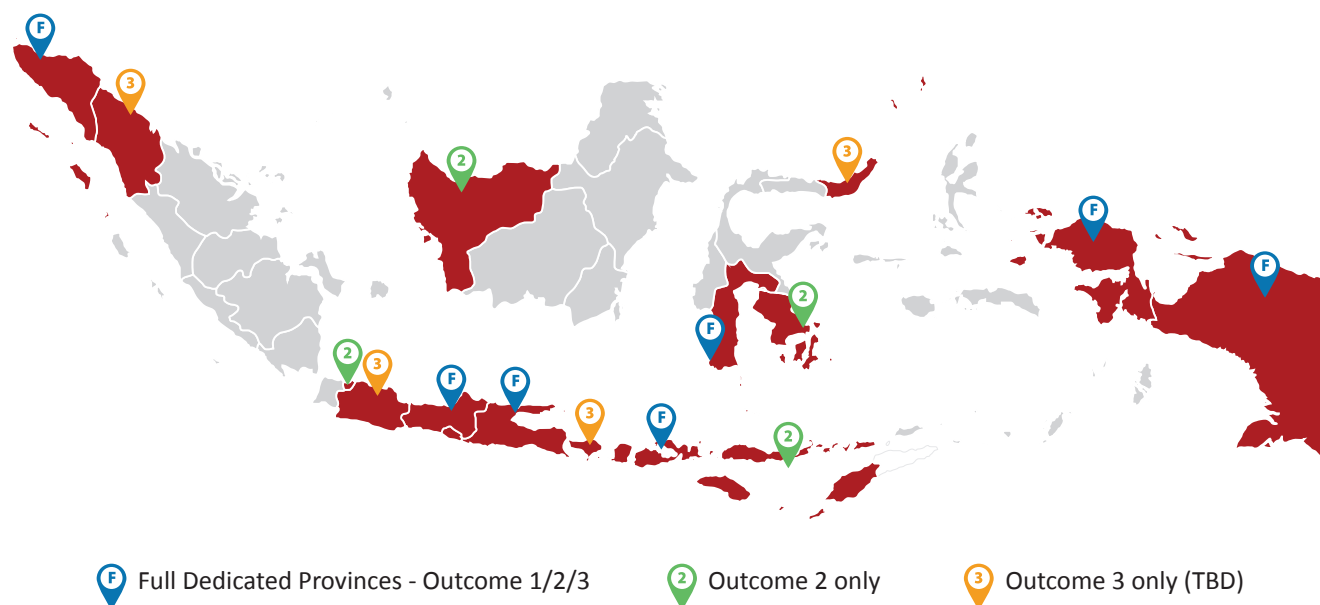 F
3
2
3
F
F
2
F
2
3
F
F
3
F
2
F Full Dedicated Provinces - Outcome 1/2/3
2 Outcome 2 only
3 Outcome 3 only (TBD)